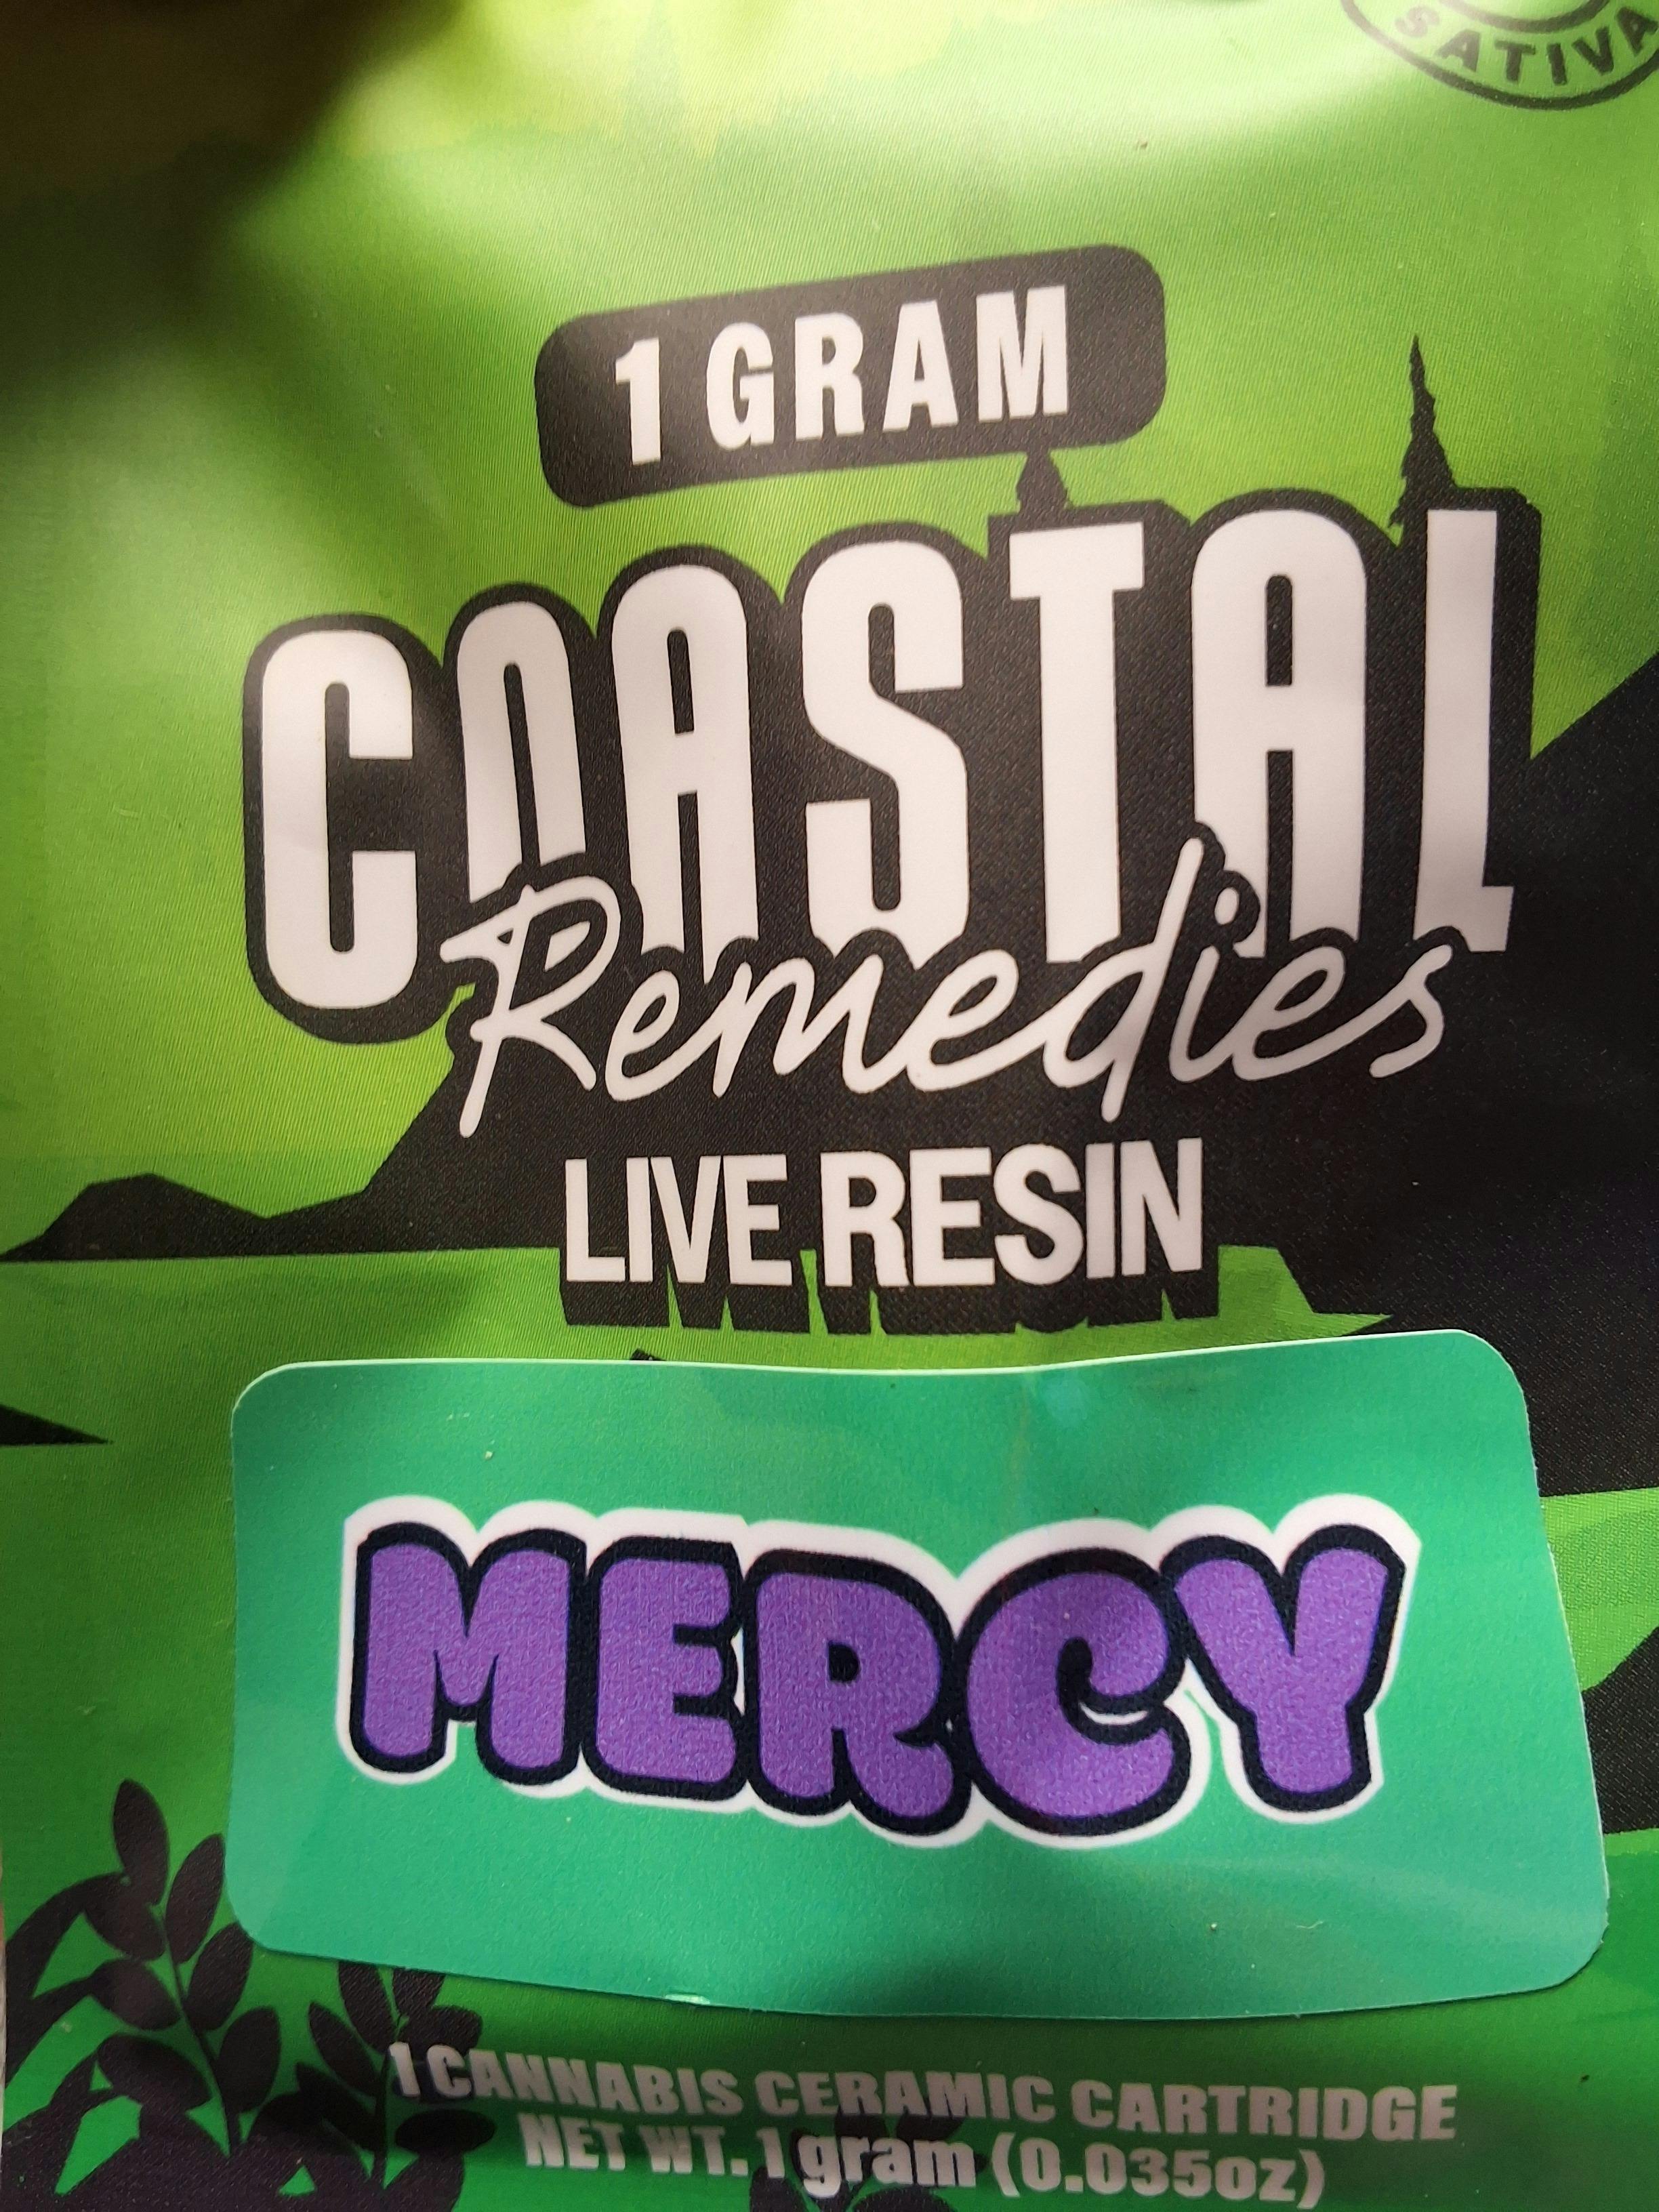 SATIVA
1 GRAM
COASTAL
Remedies
LIVE RESIN
MERCY
1 CANNABIS CERAMIC CARTRIDGE
NET WT. 1 gram (0.035oz)